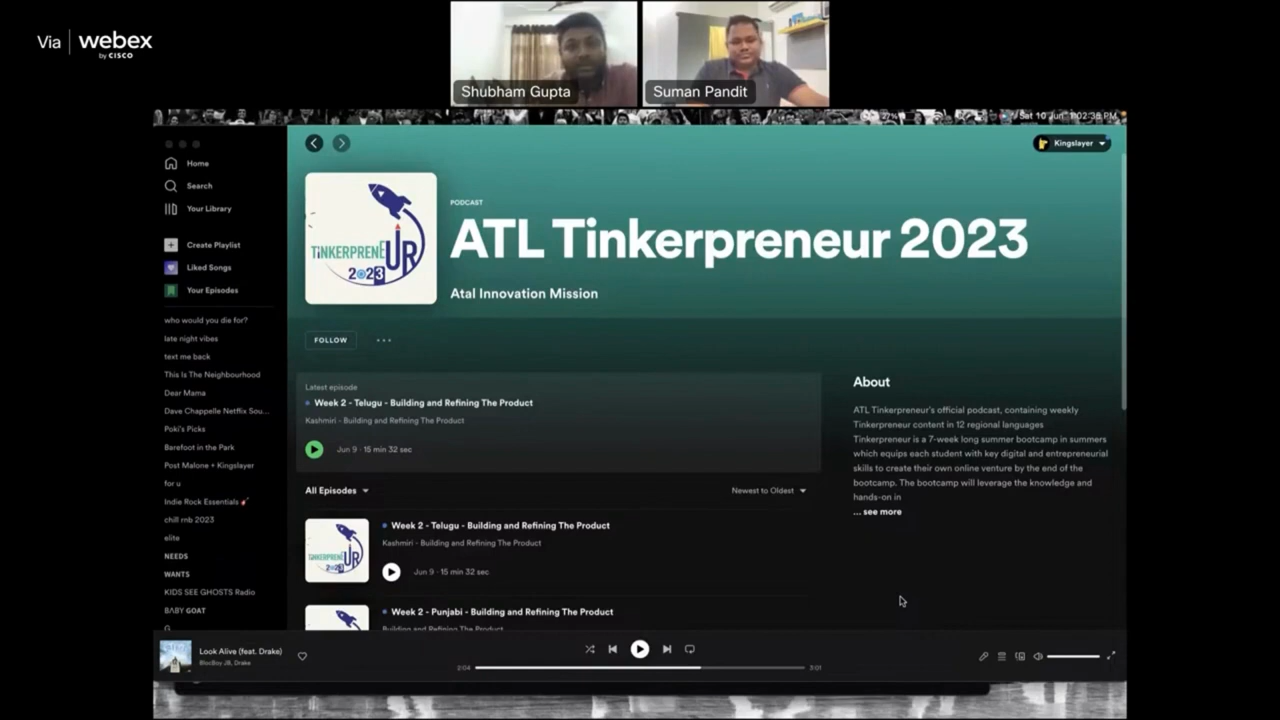 Via webex
by CISCO
Shubham Gupta
Suman Pandit
27%
Sat 10 Jun
Home
Search
Your Library
Create Playlist
Liked Songs
Your Episodes
who would you die for?
late night vibes
text me back
This Is The Neighbourhood
Dear Mama
Dave Chappelle Netflix Sou...
Poki's Picks
Barefoot in the Park
Post Malone + Kingslayer
for u
Indie Rock Essentials
chill rnb 2023
elite
NEEDS
WANTS
KIDS SEE GHOSTS Radio
BABY GOAT
Kingslayer
TiNKERPRENEUR
2023
PODCAST
ATL Tinkerpreneur 2023
Atal Innovation Mission
FOLLOW
Latest episode
Week 2 - Telugu - Building and Refining The Product
Kashmiri - Building and Refining The Product
Jun 9 · 15 min 32 sec
All Episodes
Newest to Oldest
TiNKERPRENEUR
2023
Week 2 - Telugu - Building and Refining The Product
Kashmiri - Building and Refining The Product
Jun 9 · 15 min 32 sec
Week 2 - Punjabi - Building and Refining The Product
Building and Refining The Product
About
ATL Tinkerpreneur's official podcast, containing weekly
Tinkerpreneur content in 12 regional languages
Tinkerpreneur is a 7-week long summer bootcamp in summers
which equips each student with key digital and entrepreneurial
skills to create their own online venture by the end of the
bootcamp. The bootcamp will leverage the knowledge and
hands-on in
... see more
Look Alive (feat. Drake)
BlocBoy JB, Drake
2:04
3:01